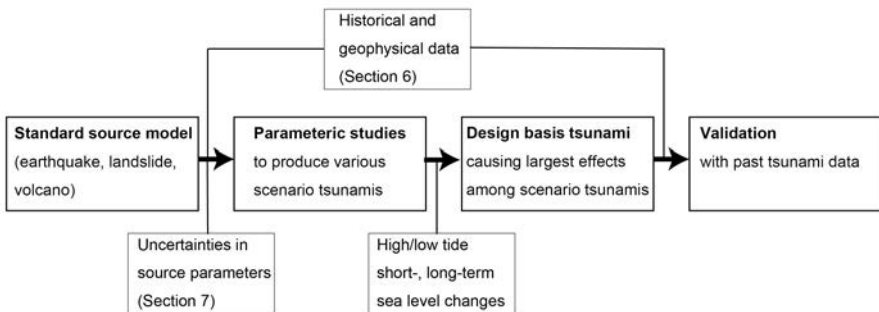 Historical and
geophysical data
(Section 6)
Standard source model
(earthquake, landslide,
volcano)
Parameteric studies
to produce various
scenario tsunamis
Design basis tsunami
causing largest effects
among scenario tsunamis
Validation
with past tsunami data
Uncertainties in
source parameters
(Section 7)
High/low tide
short-, long-term
sea level changes